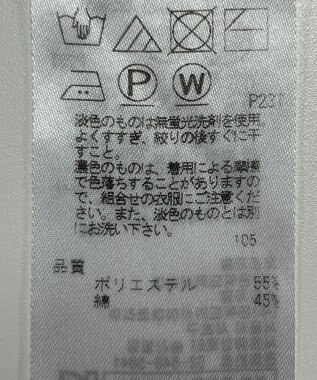 P
W
P231
淡色のものは無蛍光洗剤を使用
よくすすぎ、絞りの後すぐに干
すこと。
濃色のものは、着用による摩擦
で色落ちすることがありますの
で、組合せの衣服にご注意くだ
さい。また、淡色のものとは別
にお洗い下さい。
105
品質
ポリエステル 55%
綿 45%